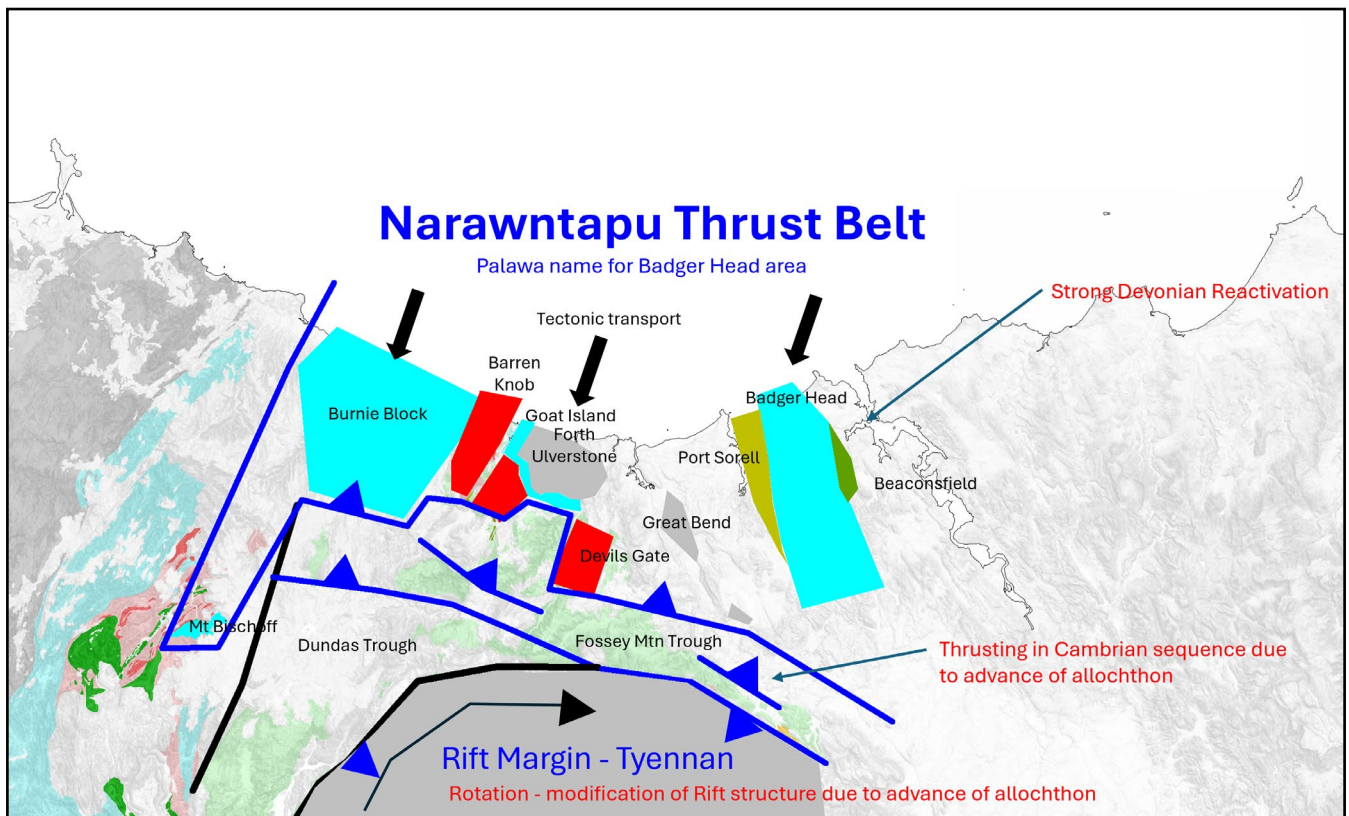 Narawntapu Thrust Belt
Palawa name for Badger Head area
Strong Devonian Reactivation
Tectonic transport
Barren
Knob
Burnie Block
Goat Island
Forth
Ulverstone
Badger Head
Port Sorell
Beaconsfield
Great Bend
Devils Gate
Mt Bischoff
Dundas Trough
Fossey Mtn Trough
Thrusting in Cambrian sequence due
to advance of allochthon
Rift Margin - Tyennan
Rotation - modification of Rift structure due to advance of allochthon